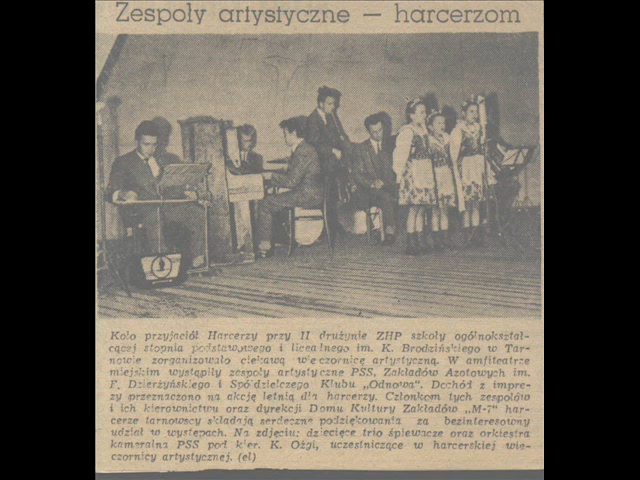 Zespoły artystyczne — harcerzom
Koło przyjaciół Harcerzy przy II drużynie ZHP szkoły ogólnokształ-
cącej stopnia podstawowego i licealnego im. K. Brodzińskiego w Tar-
nowie zorganizowało ciekawą wieczornicę artystyczną. W amfiteatrze
miejskim wystąpiły zespoły artystyczne PSS, Zakładów Azotowych im.
F. Dzierżyńskiego i Spółdzielczego Klubu „Odnowa". Dochód z impre-
zy przeznaczono na akcję letnią dla harcerzy. Członkom tych zespołów
i ich kierownictwu oraz dyrekcji Domu Kultury Zakładów „M-7" har-
cerze tarnowscy składają serdeczne podziękowania za bezinteresowny
udział w występach. Na zdjęciu: dziecięce trio śpiewacze oraz orkiestra
kameralna PSS pod kier. K. Ożgi, uczestniczące w harcerskiej wie-
czornicy artystycznej. (el)